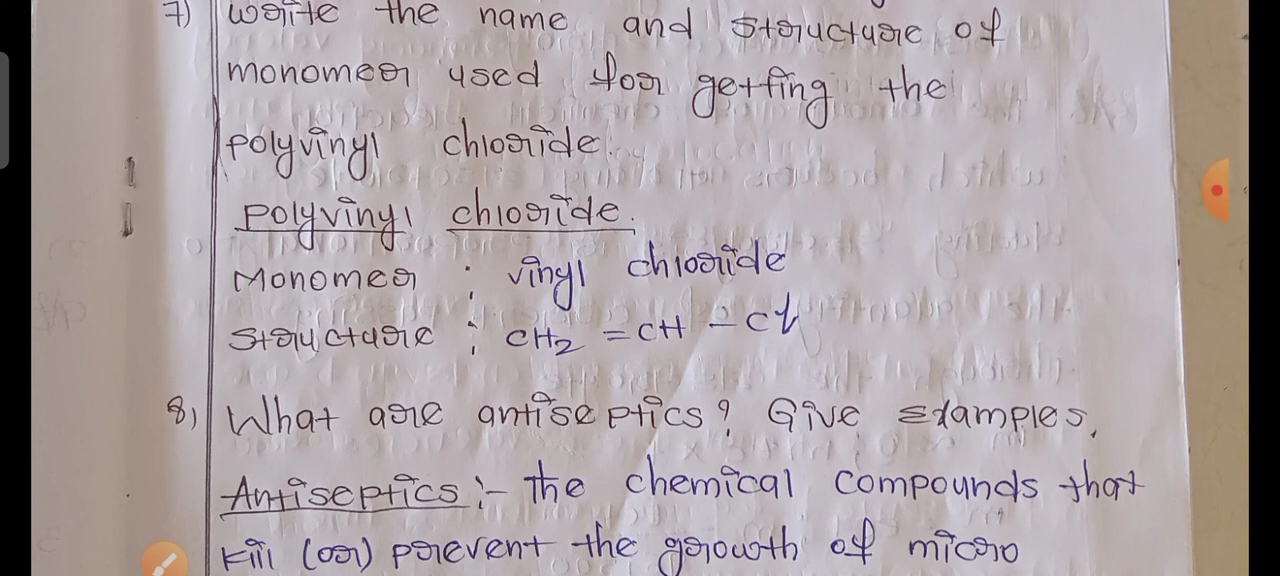 7) write the name and structure of
monomer used for getting the
polyvinyl chloride.
polyvinyl chloride.
Monomer : vinyl chloride
structure : CH2 = CH - Cl
8) What are antiseptics? Give Examples.
Antiseptics :- The chemical compounds that
kill (or) prevent the growth of micro